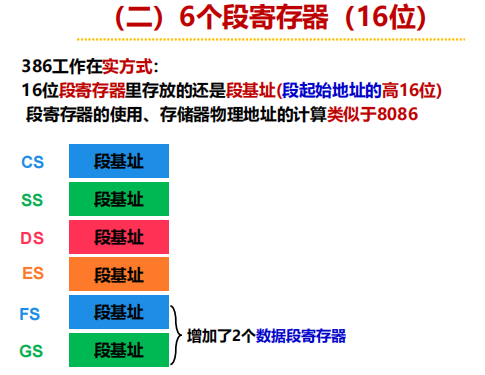 （二）6个段寄存器（16位）
386工作在实方式：
16位段寄存器里存放的还是段基址(段起始地址的高16位)
段寄存器的使用、存储器物理地址的计算类似于8086
CS 段基址
SS 段基址
DS 段基址
ES 段基址
FS 段基址
增加了2个数据段寄存器
GS 段基址